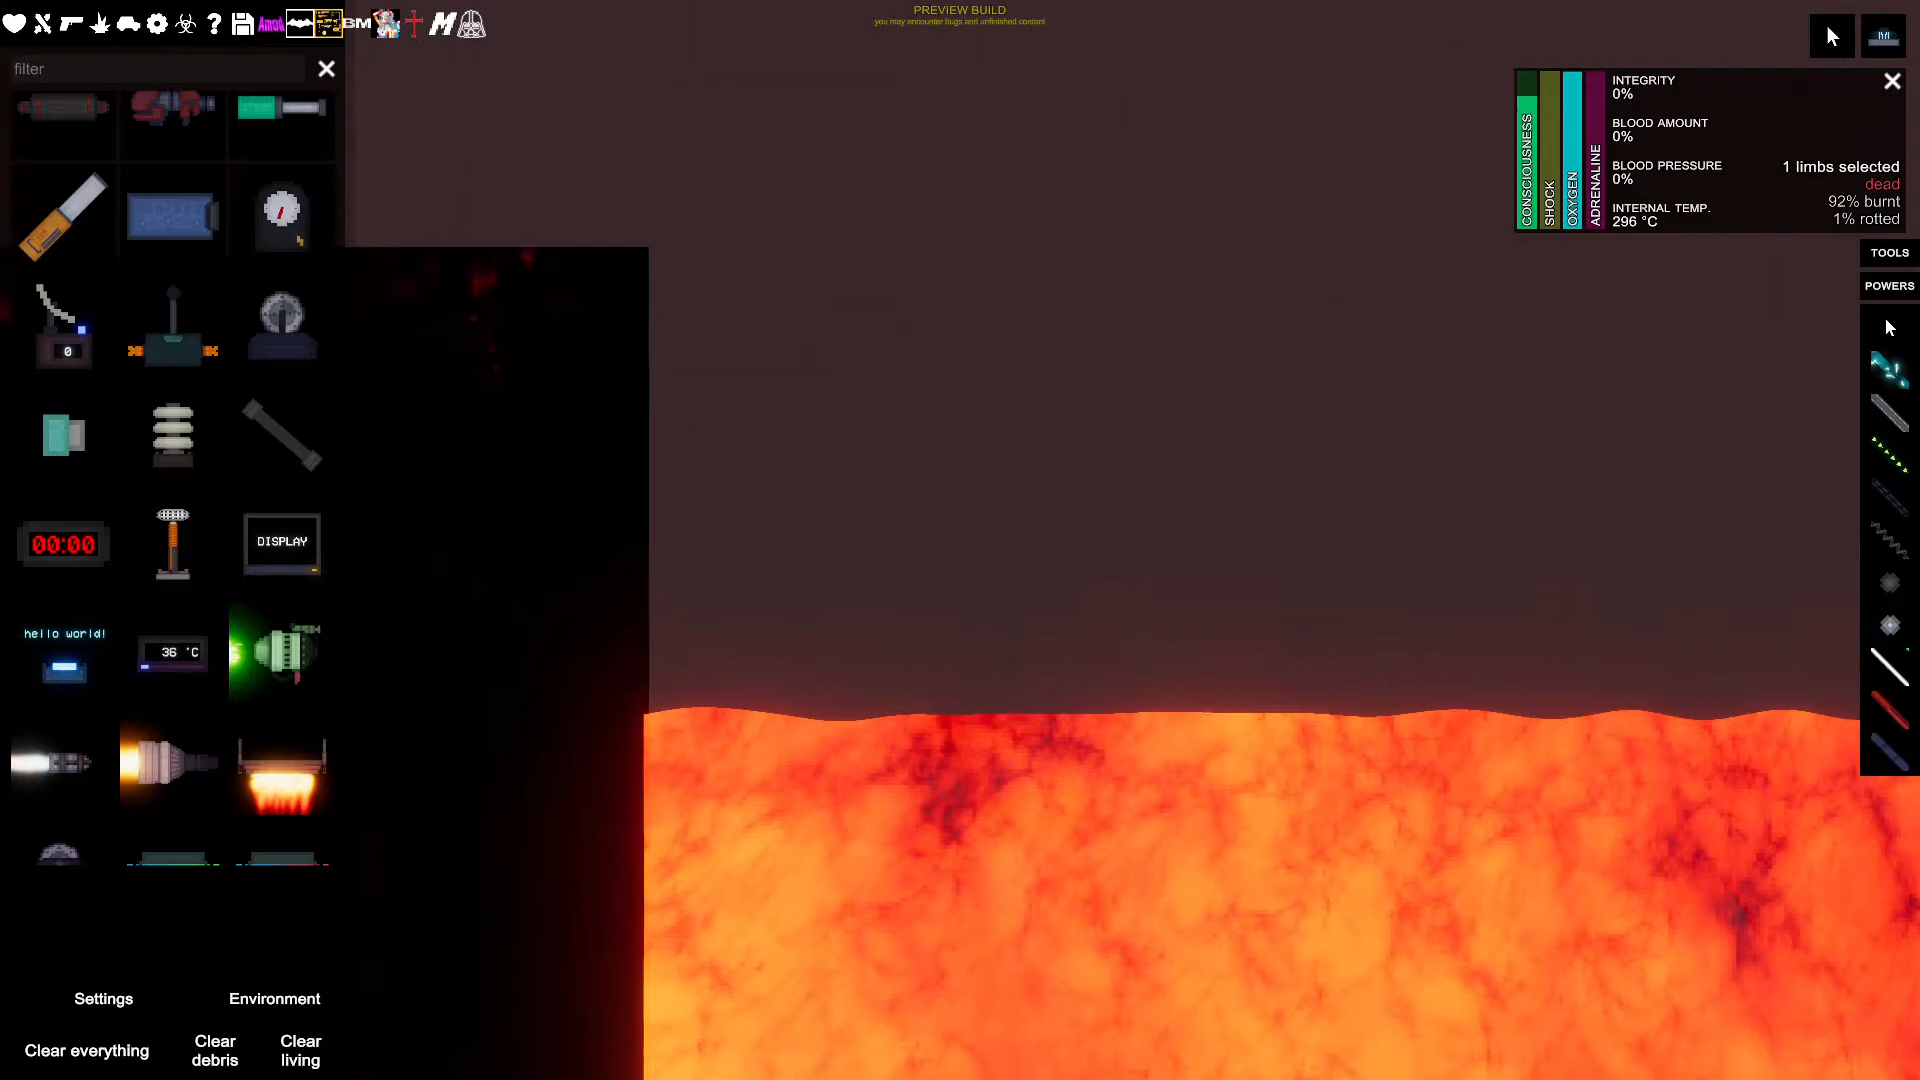 PREVIEW BUILD
you may encounter bugs and unfinished content
Amod
BM
M
filter
INTEGRITY
0%
BLOOD AMOUNT
0%
BLOOD PRESSURE
0%
INTERNAL TEMP.
296 °C
1 limbs selected
dead
92% burnt
1% rotted
CONSCIOUSNESS
SHOCK
OXYGEN
ADRENALINE
TOOLS
POWERS
0
00:00
DISPLAY
hello world!
36 °C
Settings
Environment
Clear everything
Clear debris
Clear living